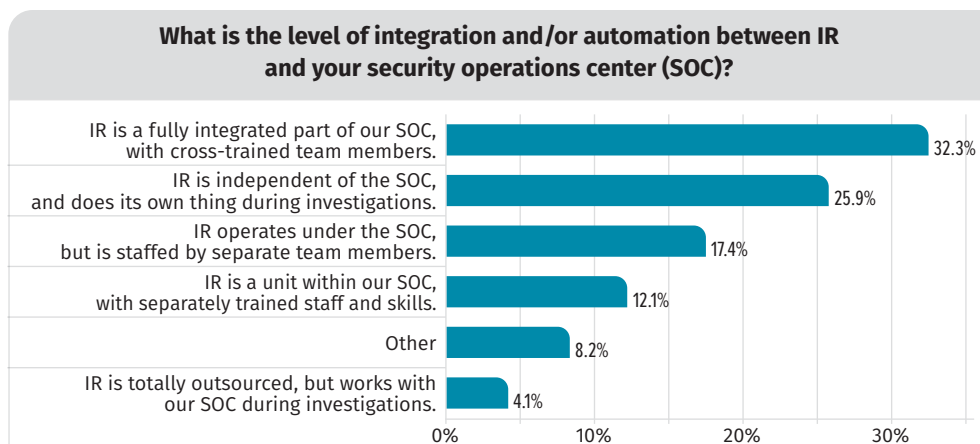 What is the level of integration and/or automation between IR
and your security operations center (SOC)?
IR is a fully integrated part of our SOC,
with cross-trained team members.
32.3%
IR is independent of the SOC,
and does its own thing during investigations.
25.9%
IR operates under the SOC,
but is staffed by separate team members.
17.4%
IR is a unit within our SOC,
with separately trained staff and skills.
12.1%
Other
8.2%
IR is totally outsourced, but works with
our SOC during investigations.
4.1%
0% 10% 20% 30%